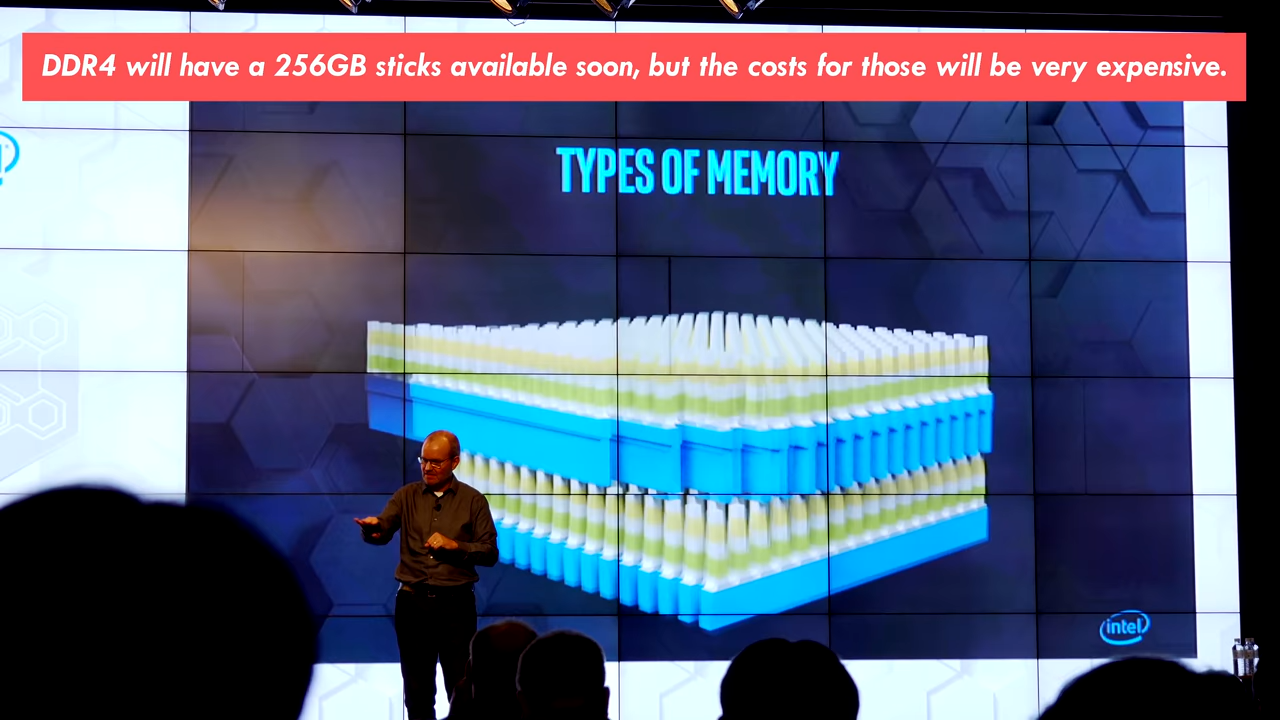 DDR4 will have a 256GB sticks available soon, but the costs for those will be very expensive.
TYPES OF MEMORY
intel